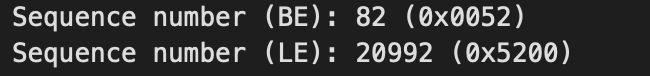 Sequence number (BE): 82 (0x0052)
Sequence number (LE): 20992 (0x5200)